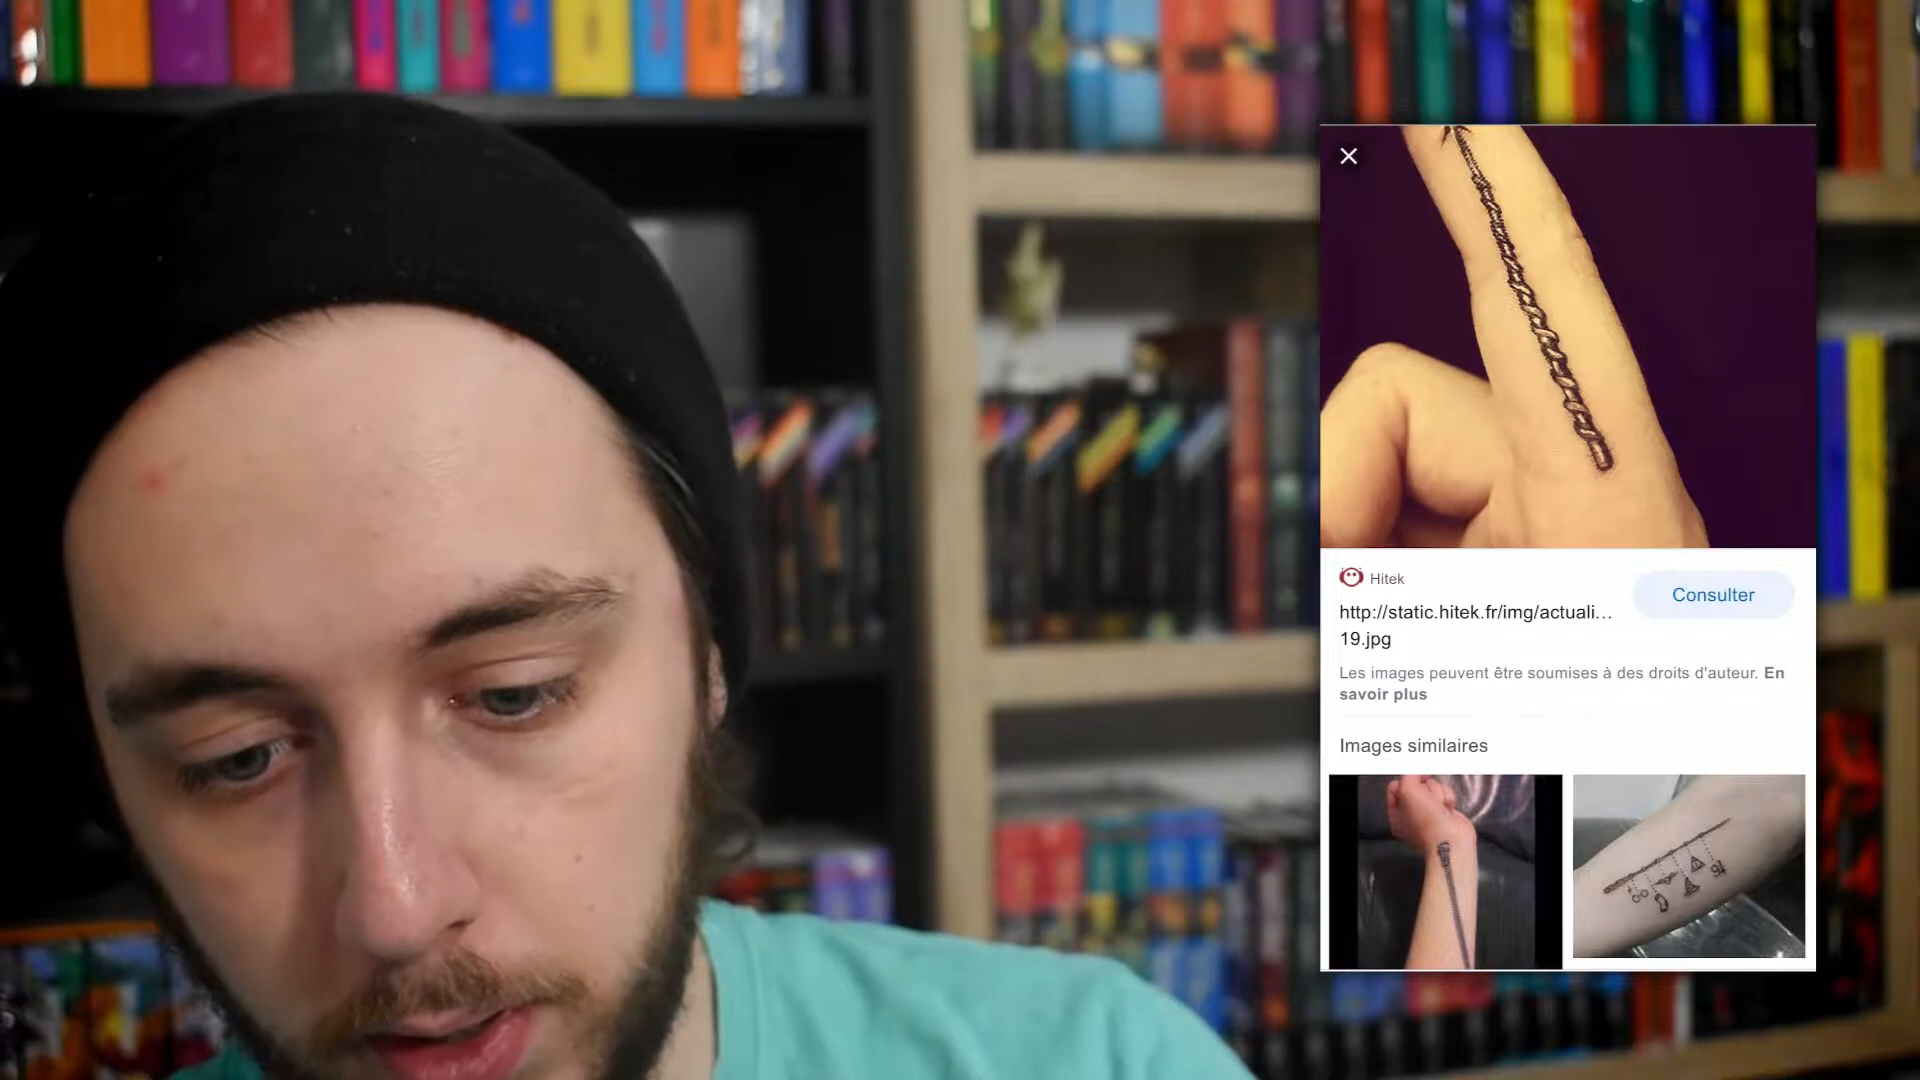 Hitek
Consulter
http://static.hitek.fr/img/actuali...
19.jpg
Les images peuvent être soumises à des droits d'auteur. En
savoir plus
Images similaires